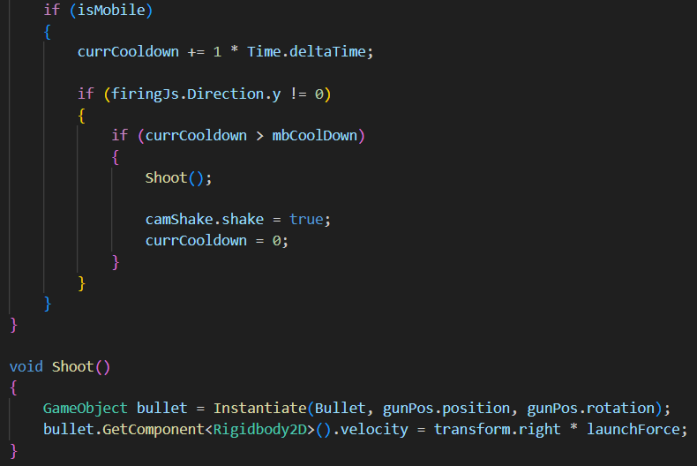 if (isMobile)
{
currCooldown += 1 * Time.deltaTime;
if (firingJs.Direction.y != 0)
{
if (currCooldown > mbCoolDown)
{
Shoot();
camShake.shake = true;
currCooldown = 0;
}
}
}
}
void Shoot()
{
GameObject bullet = Instantiate(Bullet, gunPos.position, gunPos.rotation);
bullet.GetComponent<Rigidbody2D>().velocity = transform.right * launchForce;
}